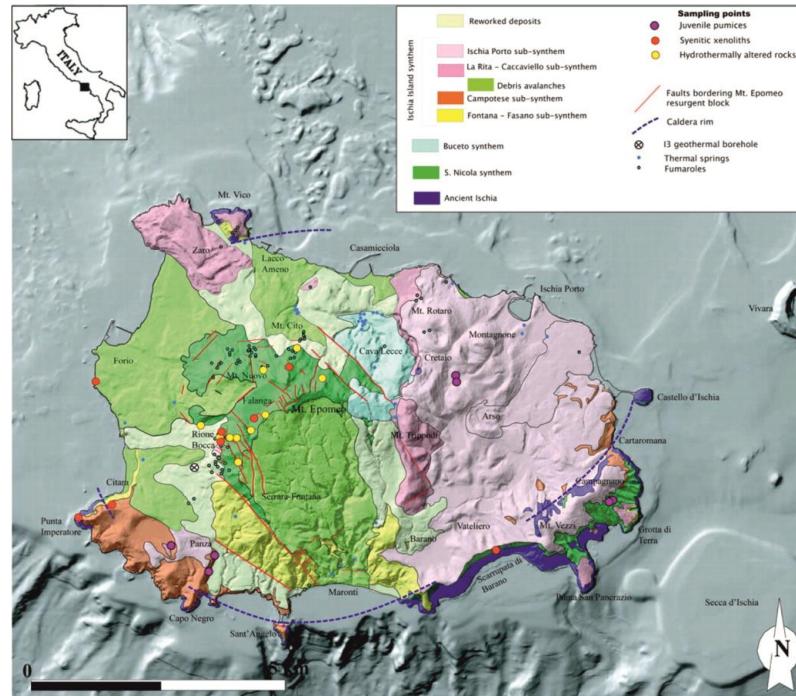 ITALY
Reworked deposits
Ischia Island synthem
Ischia Porto sub-synthem
La Rita - Caccaviello sub-synthem
Debris avalanches
Campotese sub-synthem
Fontana - Fasano sub-synthem
Buceto synthem
S. Nicola synthem
Ancient Ischia
Sampling points
Juvenile pumices
Syenitic xenoliths
Hydrothermally altered rocks
Faults bordering Mt. Epomeo
resurgent block
Caldera rim
I3 geothermal borehole
Thermal springs
Fumaroles
Mt. Vico
Zaro
Lacco
Ameno
Casamicciola
Ischia Porto
Vivara
Mt. Rotaro
Montagnone
Mt. Cito
Cava Lecce
Cretaio
Forio
Mt. Nuovo
Falanga
Mt. Epomeo
Arso
Castello d'Ischia
Mt. Trippodi
Cartaromana
Rione
Bocca
Citara
Serrara-Fontana
Campagnano
Punta
Imperatore
Panza
Barano
Vateliero
Mt. Vezzi
Grotta di
Terra
Maronti
Scarrupata di
Barano
Capo Negro
Sant'Angelo
Punta San Pancrazio
Secca d'Ischia
0
5 km
N